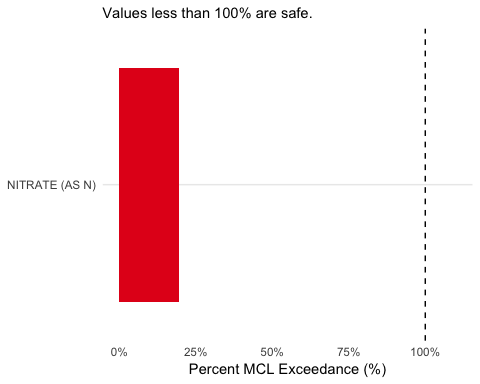 Values less than 100% are safe.
NITRATE (AS N)
0% 25% 50% 75% 100%
Percent MCL Exceedance (%)